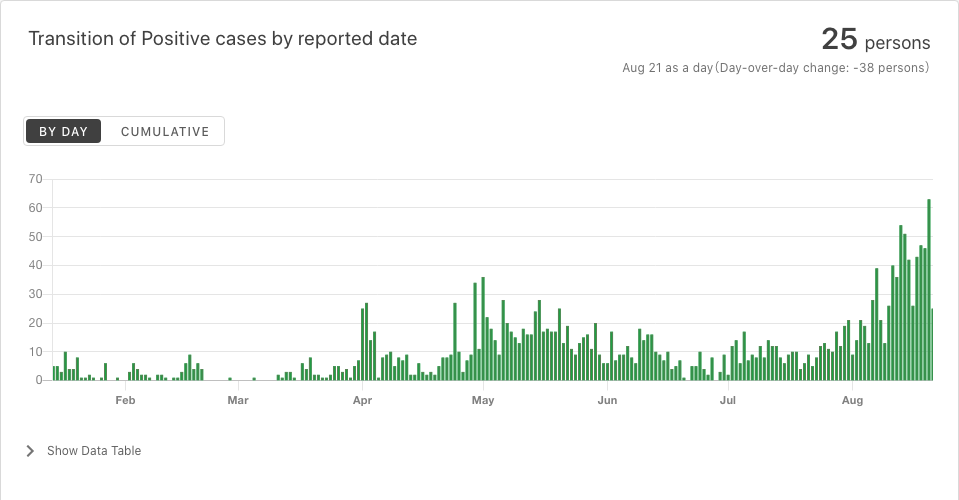 Transition of Positive cases by reported date
25 persons
Aug 21 as a day(Day-over-day change: -38 persons)
BY DAY CUMULATIVE
70
60
50
40
30
20
10
0
Feb Mar Apr May Jun Jul Aug
Show Data Table